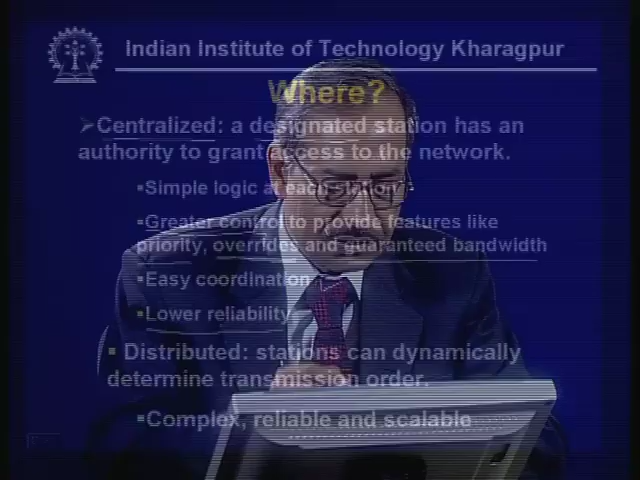 Indian Institute of Technology Kharagpur
Where?
➢Centralized: a designated station has an
authority to grant access to the network.
▪Simple logic at each station
▪Greater control to provide features like
priority, overrides and guaranteed bandwidth
▪Easy coordination
▪Lower reliability
▪ Distributed: stations can dynamically
determine transmission order.
▪Complex, reliable and scalable